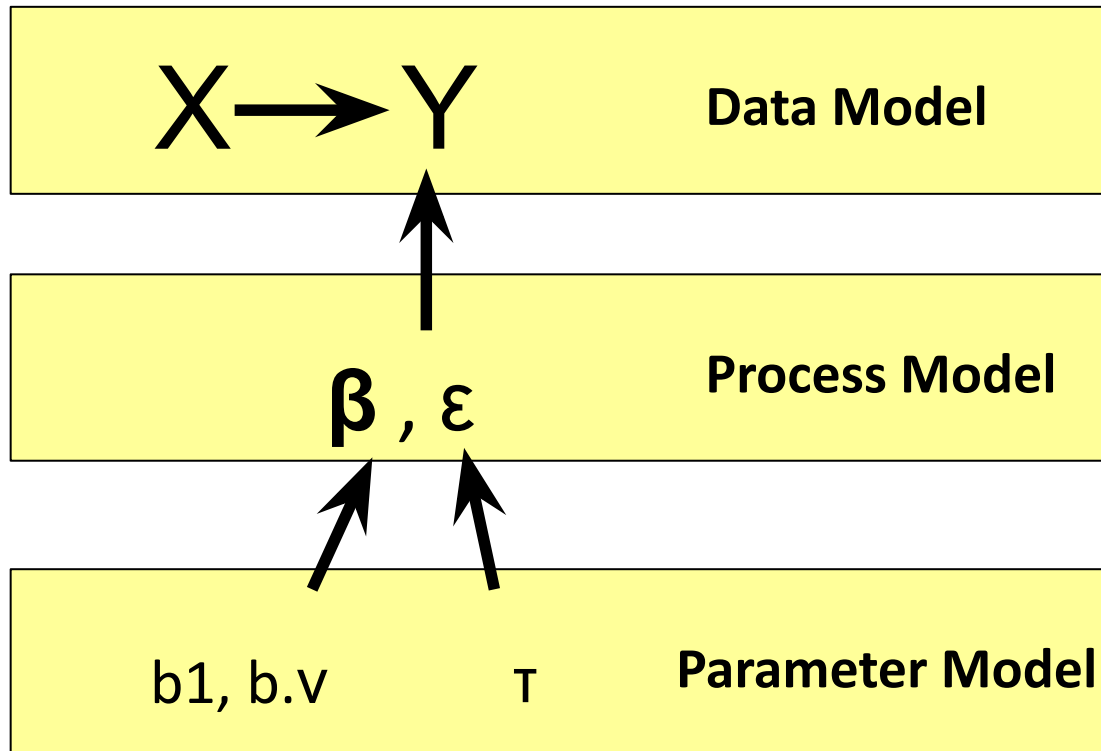 X Y Data Model
β , ε Process Model
b1, b.v τ Parameter Model